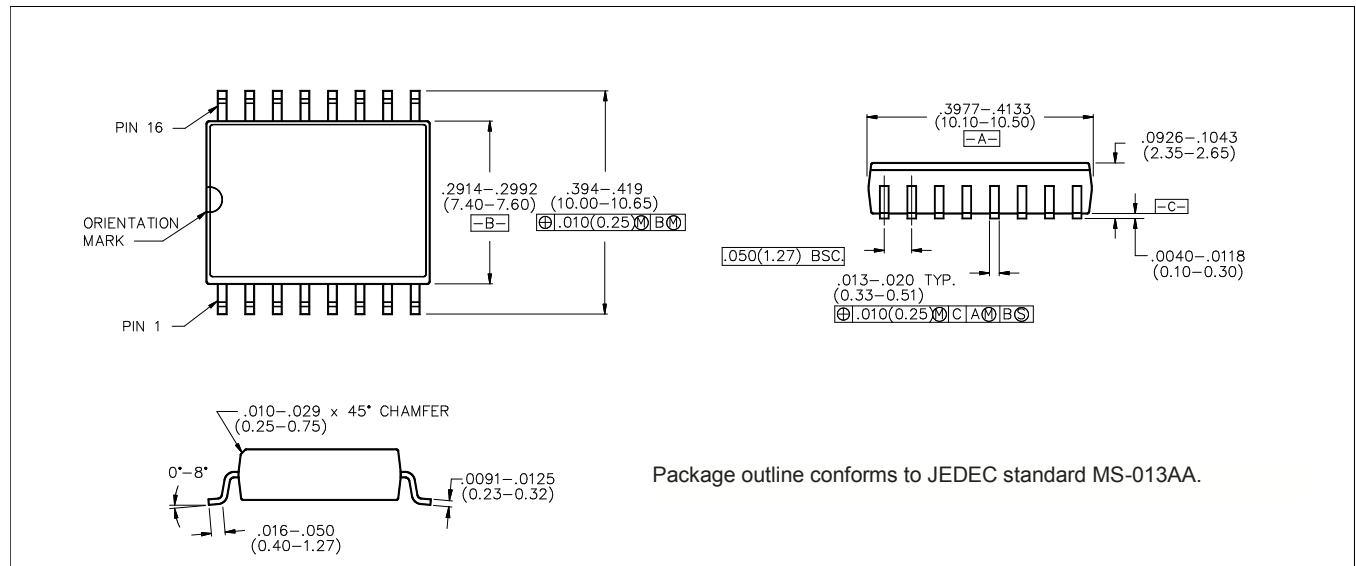 PIN 16
ORIENTATION
MARK
PIN 1
.2914–.2992
(7.40–7.60)
–B–
.394–.419
(10.00–10.65)
⌖ .010(0.25)Ⓜ BⓂ
.3977–.4133
(10.10–10.50)
–A–
.0926–.1043
(2.35–2.65)
–C–
.050(1.27) BSC.
.0040–.0118
(0.10–0.30)
.013–.020 TYP.
(0.33–0.51)
⌖ .010(0.25)Ⓜ C AⓂ BⓈ
.010–.029 x 45° CHAMFER
(0.25–0.75)
0°–8°
.0091–.0125
(0.23–0.32)
.016–.050
(0.40–1.27)
Package outline conforms to JEDEC standard MS-013AA.